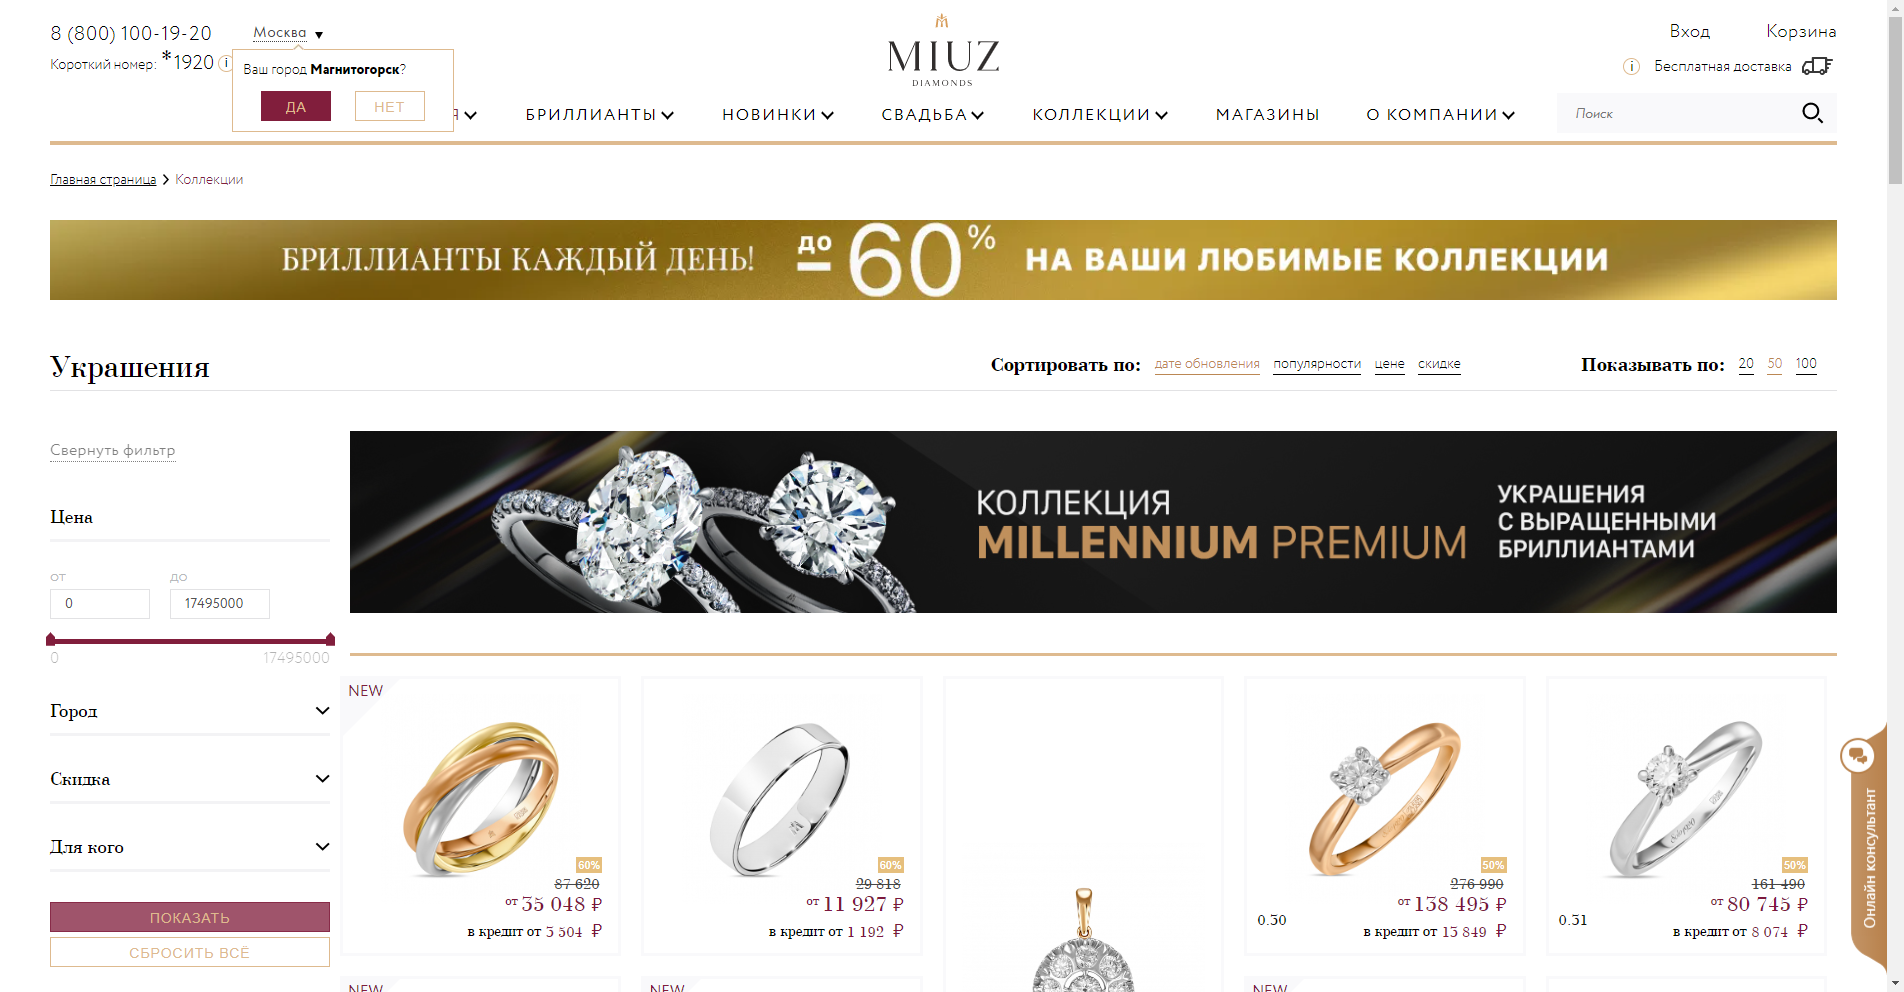 8 (800) 100-19-20
Москва ▼
Короткий номер: *1920 i
Ваш город Магнитогорск?
ДА
НЕТ
MIUZ
DIAMONDS
Вход
Корзина
i Бесплатная доставка
Я
БРИЛЛИАНТЫ
НОВИНКИ
СВАДЬБА
КОЛЛЕКЦИИ
МАГАЗИНЫ
О КОМПАНИИ
Поиск
Главная страница
Коллекции
БРИЛЛИАНТЫ КАЖДЫЙ ДЕНЬ! ДО – 60% НА ВАШИ ЛЮБИМЫЕ КОЛЛЕКЦИИ
Украшения
Сортировать по: дате обновления популярности цене скидке
Показывать по: 20 50 100
Свернуть фильтр
Цена
от
до
0
17495000
0
17495000
Город
Скидка
Для кого
ПОКАЗАТЬ
СБРОСИТЬ ВСЁ
КОЛЛЕКЦИЯ
MILLENNIUM PREMIUM
УКРАШЕНИЯ
С ВЫРАЩЕННЫМИ
БРИЛЛИАНТАМИ
NEW
60%
87 620
от 35 048 ₽
в кредит от 3 504 ₽
60%
29 818
от 11 927 ₽
в кредит от 1 192 ₽
50%
276 990
от 138 495 ₽
0.30
в кредит от 13 849 ₽
50%
161 490
от 80 745 ₽
0.31
в кредит от 8 074 ₽
NEW
NEW
NEW
Онлайн консультант